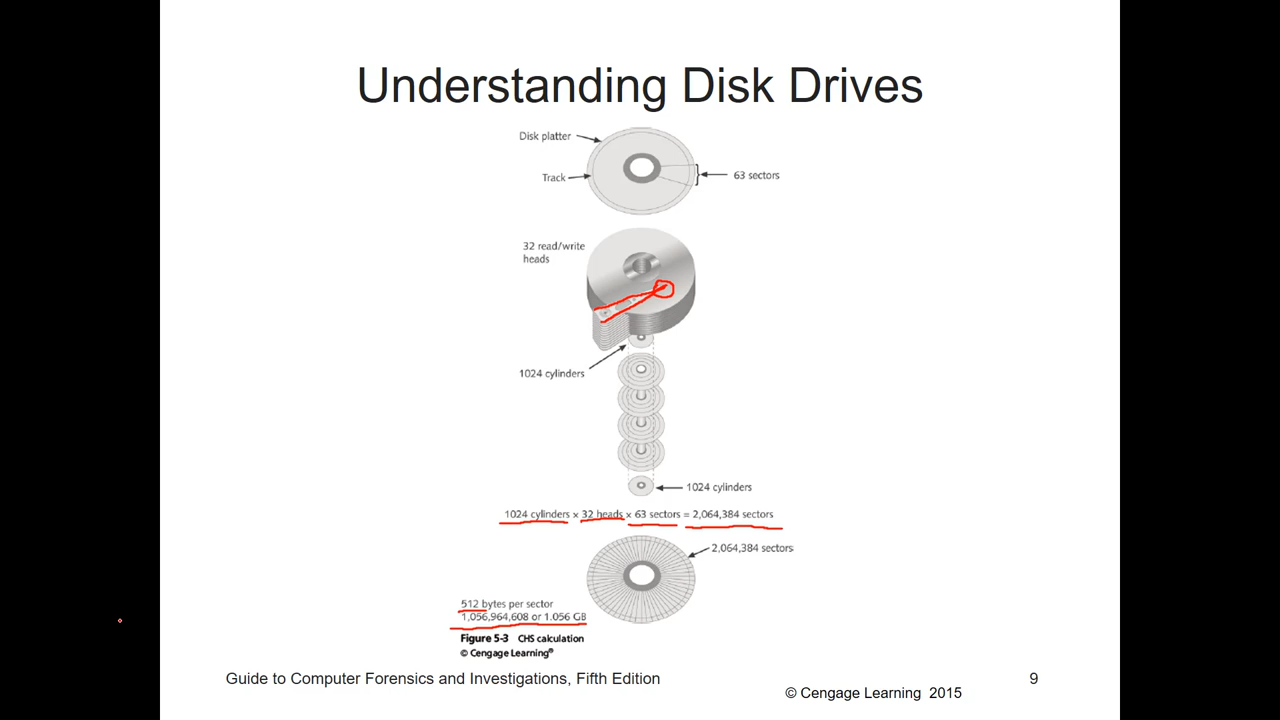 Understanding Disk Drives
Disk platter
Track
63 sectors
32 read/write
heads
1024 cylinders
1024 cylinders
1024 cylinders × 32 heads × 63 sectors = 2,064,384 sectors
2,064,384 sectors
512 bytes per sector
1,056,964,608 or 1.056 GB
Figure 5-3 CHS calculation
© Cengage Learning®
Guide to Computer Forensics and Investigations, Fifth Edition
© Cengage Learning 2015
9